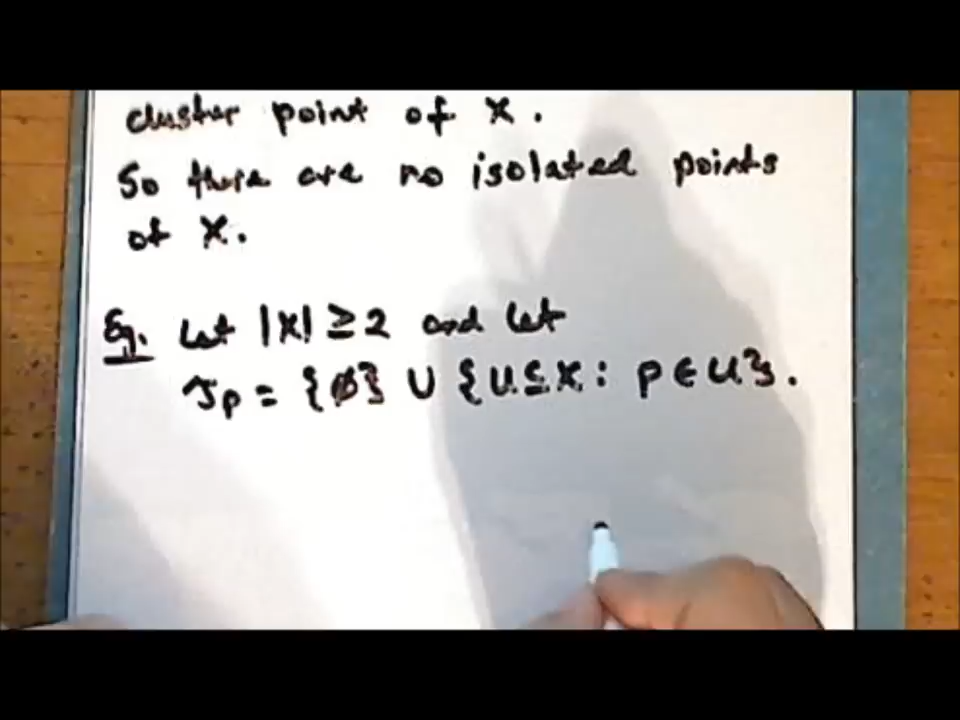 cluster point of X.
So there are no isolated points
of X.
Eg. Let |X| ≥ 2 and let
𝒯p = {∅} ∪ {U ⊆ X : p ∈ U}.